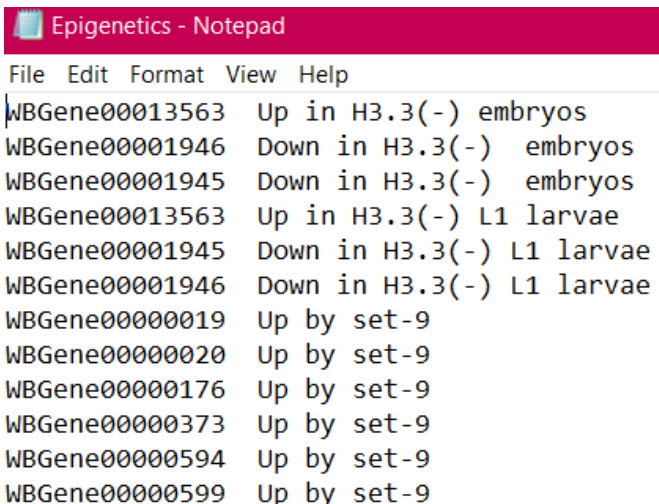 Epigenetics - Notepad
File Edit Format View Help
WBGene00013563 Up in H3.3(-) embryos
WBGene00001946 Down in H3.3(-) embryos
WBGene00001945 Down in H3.3(-) embryos
WBGene00013563 Up in H3.3(-) L1 larvae
WBGene00001945 Down in H3.3(-) L1 larvae
WBGene00001946 Down in H3.3(-) L1 larvae
WBGene00000019 Up by set-9
WBGene00000020 Up by set-9
WBGene00000176 Up by set-9
WBGene00000373 Up by set-9
WBGene00000594 Up by set-9
WBGene00000599 Up by set-9